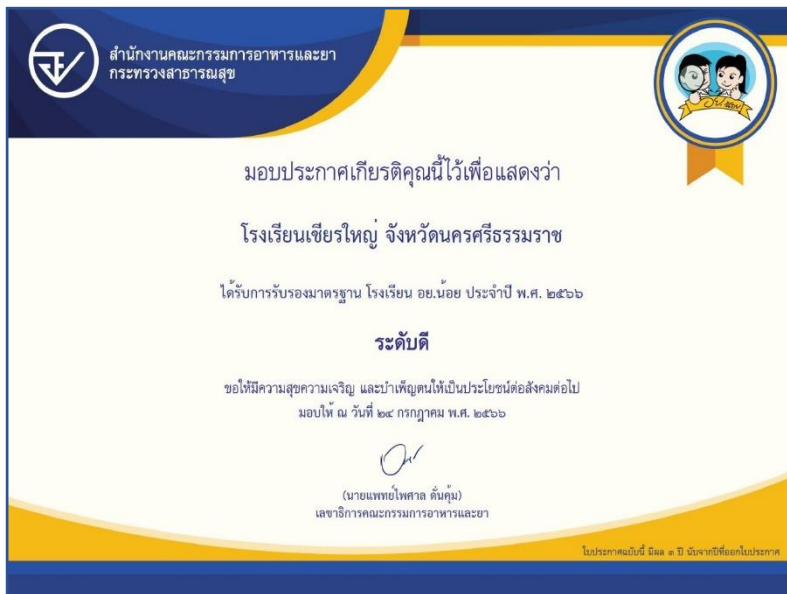 สำนักงานคณะกรรมการอาหารและยา
กระทรวงสาธารณสุข
อย.น้อย
มอบประกาศเกียรติคุณนี้ไว้เพื่อแสดงว่า
โรงเรียนเชียรใหญ่ จังหวัดนครศรีธรรมราช
ได้รับการรับรองมาตรฐาน โรงเรียน อย.น้อย ประจำปี พ.ศ. ๒๕๖๖
ระดับดี
ขอให้มีความสุขความเจริญ และบำเพ็ญตนให้เป็นประโยชน์ต่อสังคมต่อไป
มอบให้ ณ วันที่ ๒๔ กรกฎาคม พ.ศ. ๒๕๖๖
(นายแพทย์ไพศาล ดั่นคุ้ม)
เลขาธิการคณะกรรมการอาหารและยา
ใบประกาศฉบับนี้ มีผล ๓ ปี นับจากปีที่ออกใบประกาศ